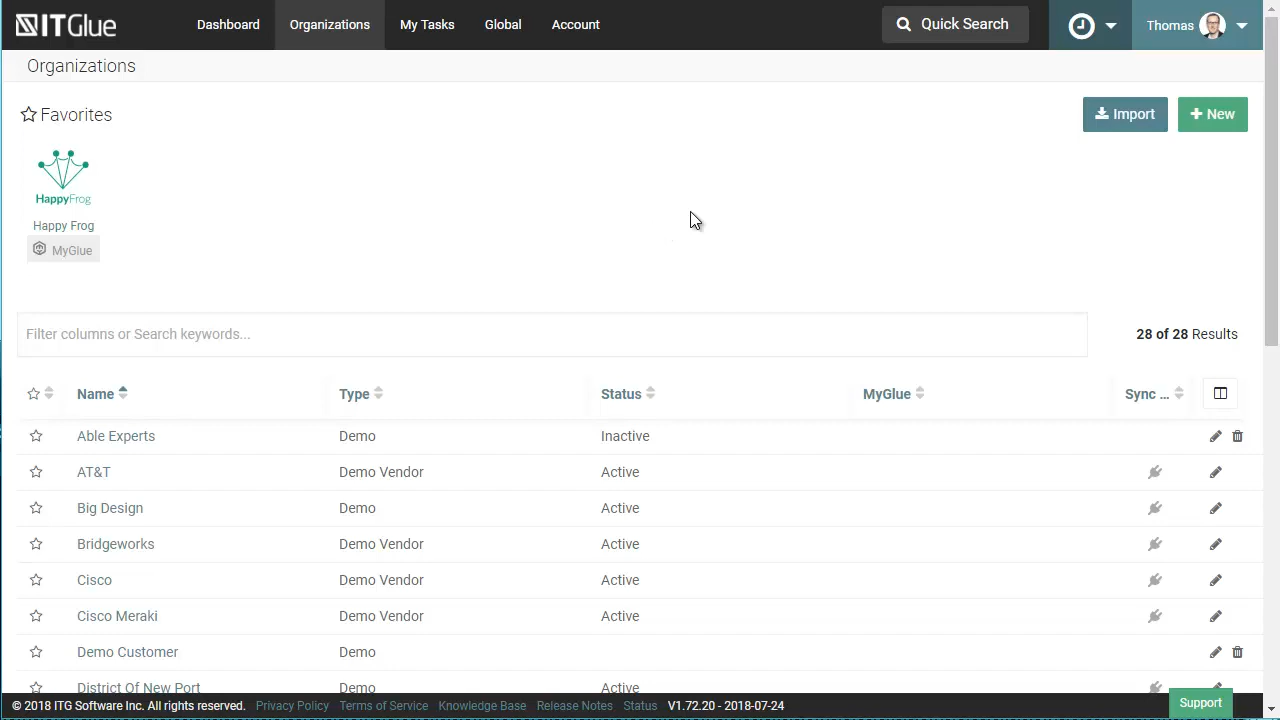 ITGlue Dashboard Organizations My Tasks Global Account Quick Search Thomas
Organizations
Favorites Import New
HappyFrog
Happy Frog
MyGlue
Filter columns or Search keywords... 28 of 28 Results
Name Type Status MyGlue Sync ...
Able Experts Demo Inactive
AT&T Demo Vendor Active
Big Design Demo Active
Bridgeworks Demo Vendor Active
Cisco Demo Vendor Active
Cisco Meraki Demo Vendor Active
Demo Customer Demo
District Of New Port Demo Active
© 2018 ITG Software Inc. All rights reserved. Privacy Policy Terms of Service Knowledge Base Release Notes Status V1.72.20 - 2018-07-24 Support